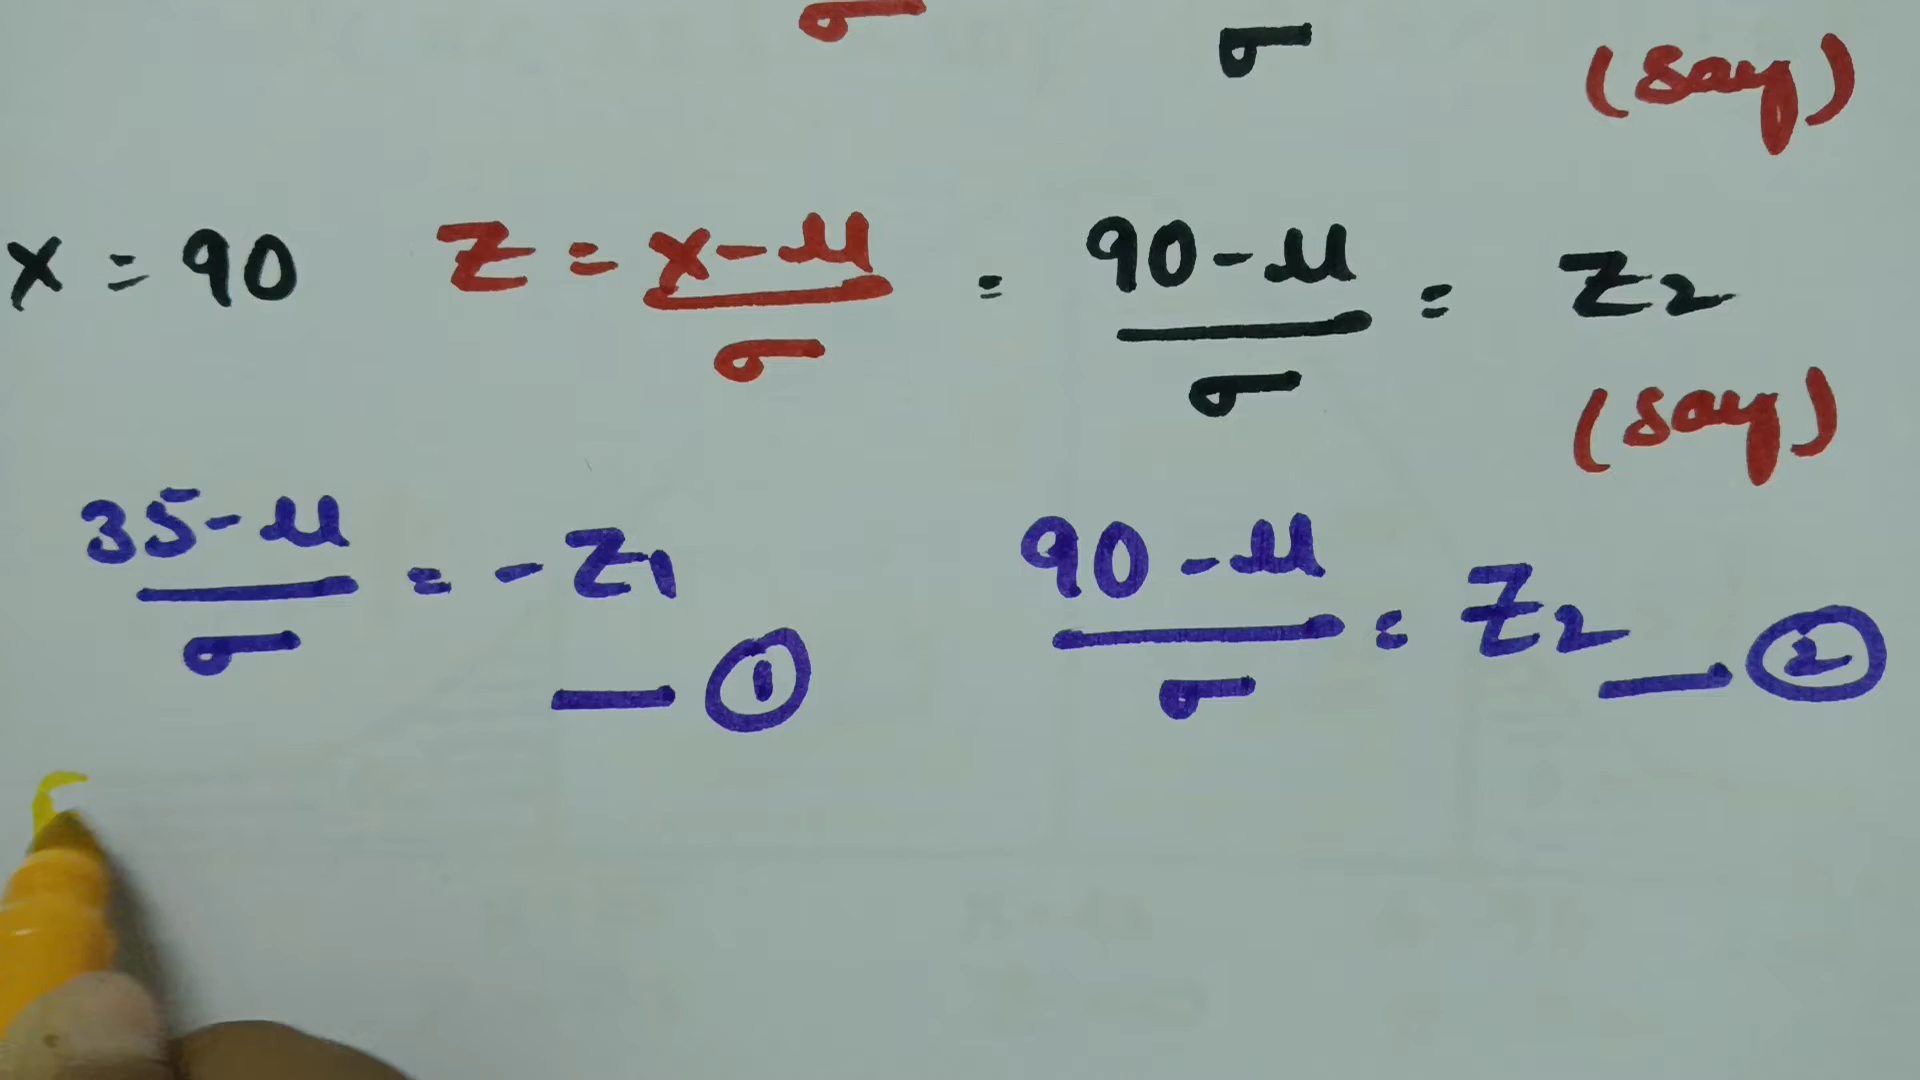 σ σ (say)
x = 90 Z = x-μ/σ = 90-μ/σ = Z2
(say)
35-μ/σ = -Z1 90-μ/σ = Z2
— ① — ②